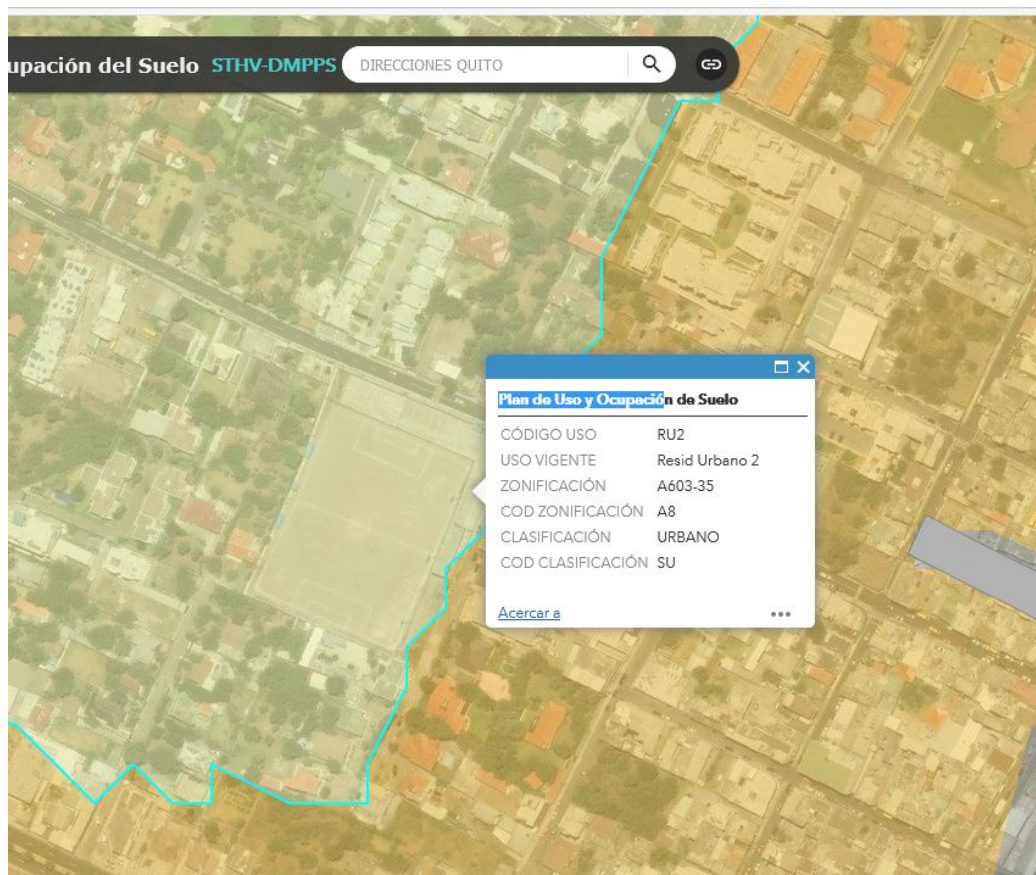 upación del Suelo STHV-DMPPS DIRECCIONES QUITO
Plan de Uso y Ocupación de Suelo
CÓDIGO USO RU2
USO VIGENTE Resid Urbano 2
ZONIFICACIÓN A603-35
COD ZONIFICACIÓN A8
CLASIFICACIÓN URBANO
COD CLASIFICACIÓN SU
Acercar a